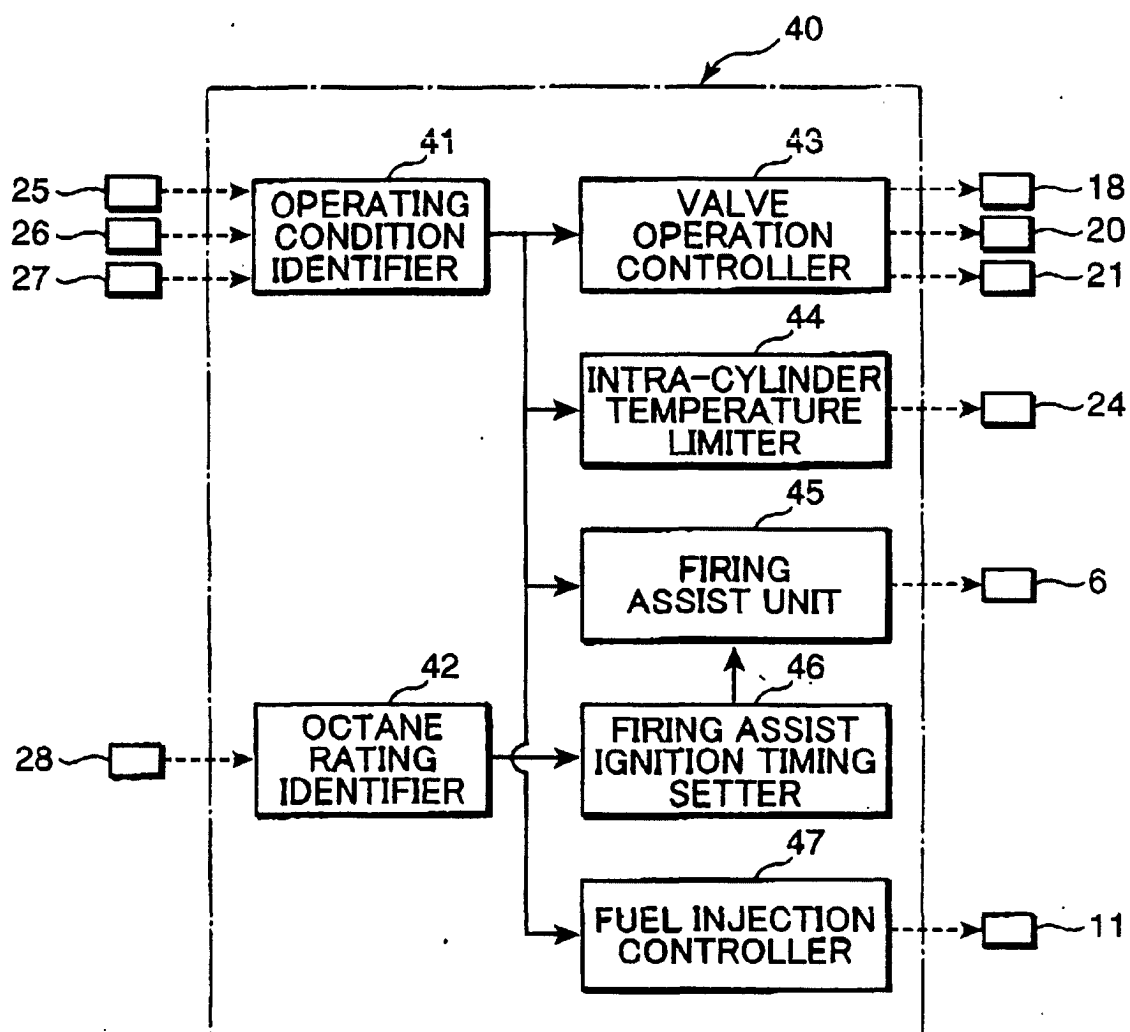 40
41
43
25
OPERATING
CONDITION
IDENTIFIER
VALVE
OPERATION
CONTROLLER
18
26
20
27
21
44
INTRA-CYLINDER
TEMPERATURE
LIMITER
24
45
FIRING
ASSIST UNIT
6
42
46
28
OCTANE
RATING
IDENTIFIER
FIRING ASSIST
IGNITION TIMING
SETTER
47
FUEL INJECTION
CONTROLLER
11